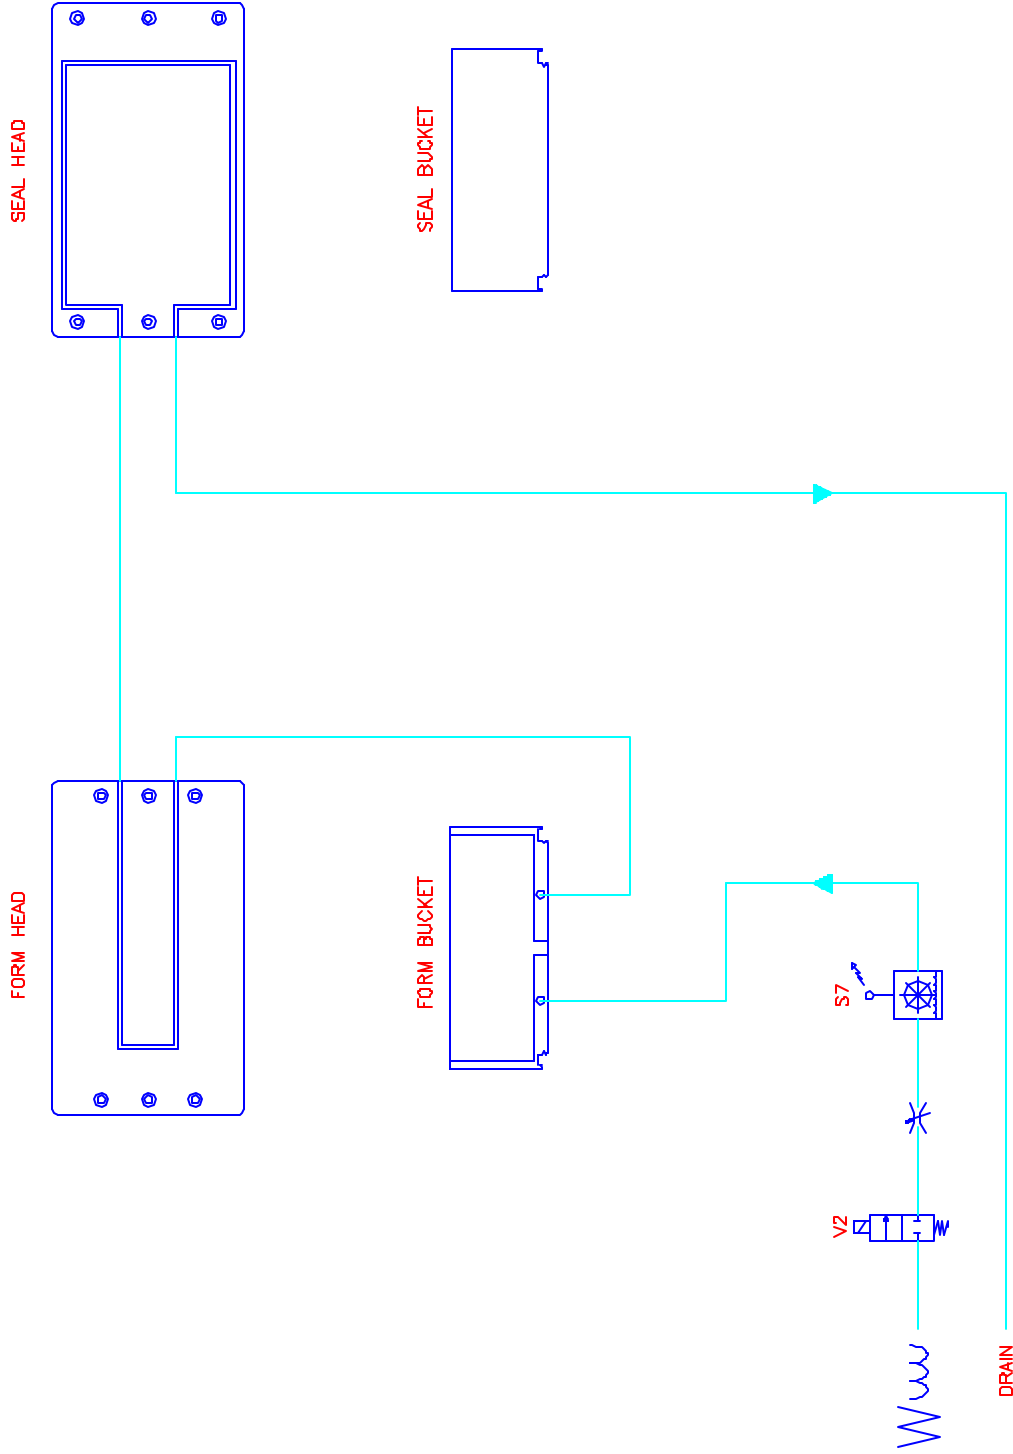 SEAL HEAD
SEAL BUCKET
FORM HEAD
FORM BUCKET
S7
V2
DRAIN